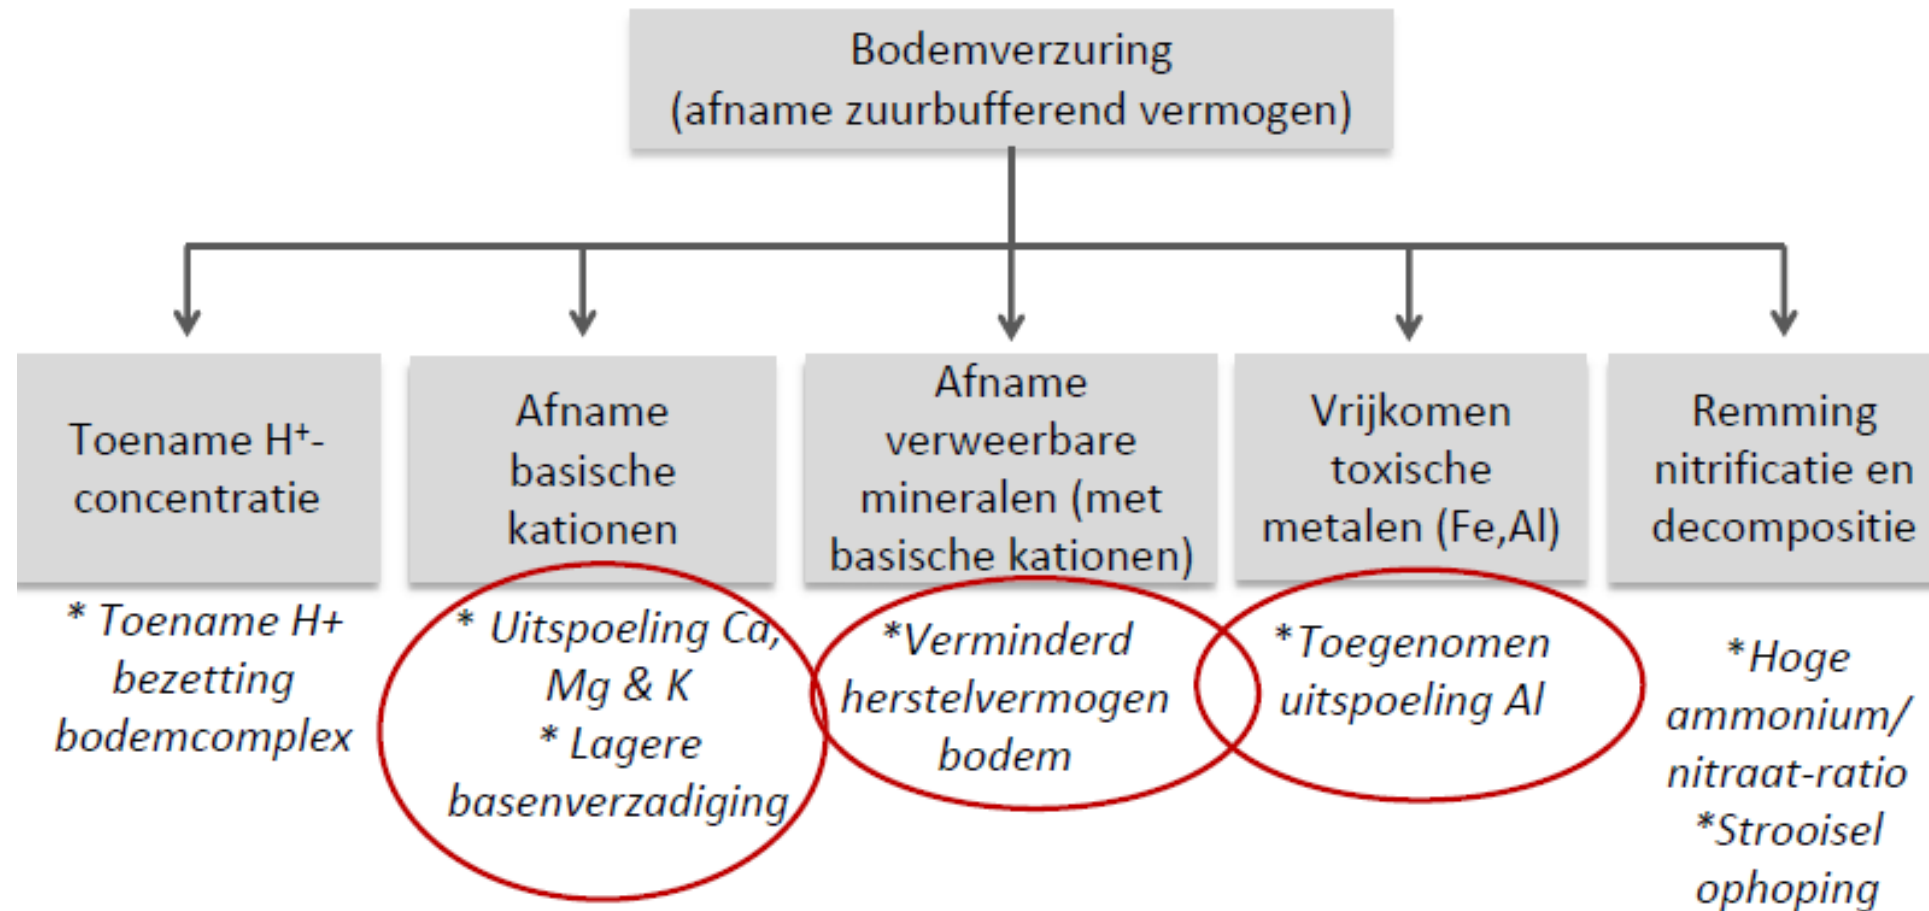 Bodemverzuring
(afname zuurbufferend vermogen)
Toename H⁺-
concentratie
Afname
basische
kationen
Afname
verweerbare
mineralen (met
basische kationen)
Vrijkomen
toxische
metalen (Fe,Al)
Remming
nitrificatie en
decompositie
* Toename H+
bezetting
bodemcomplex
* Uitspoeling Ca,
Mg & K
* Lagere
basenverzadiging
*Verminderd
herstelvermogen
bodem
*Toegenomen
uitspoeling Al
*Hoge
ammonium/
nitraat-ratio
*Strooisel
ophoping